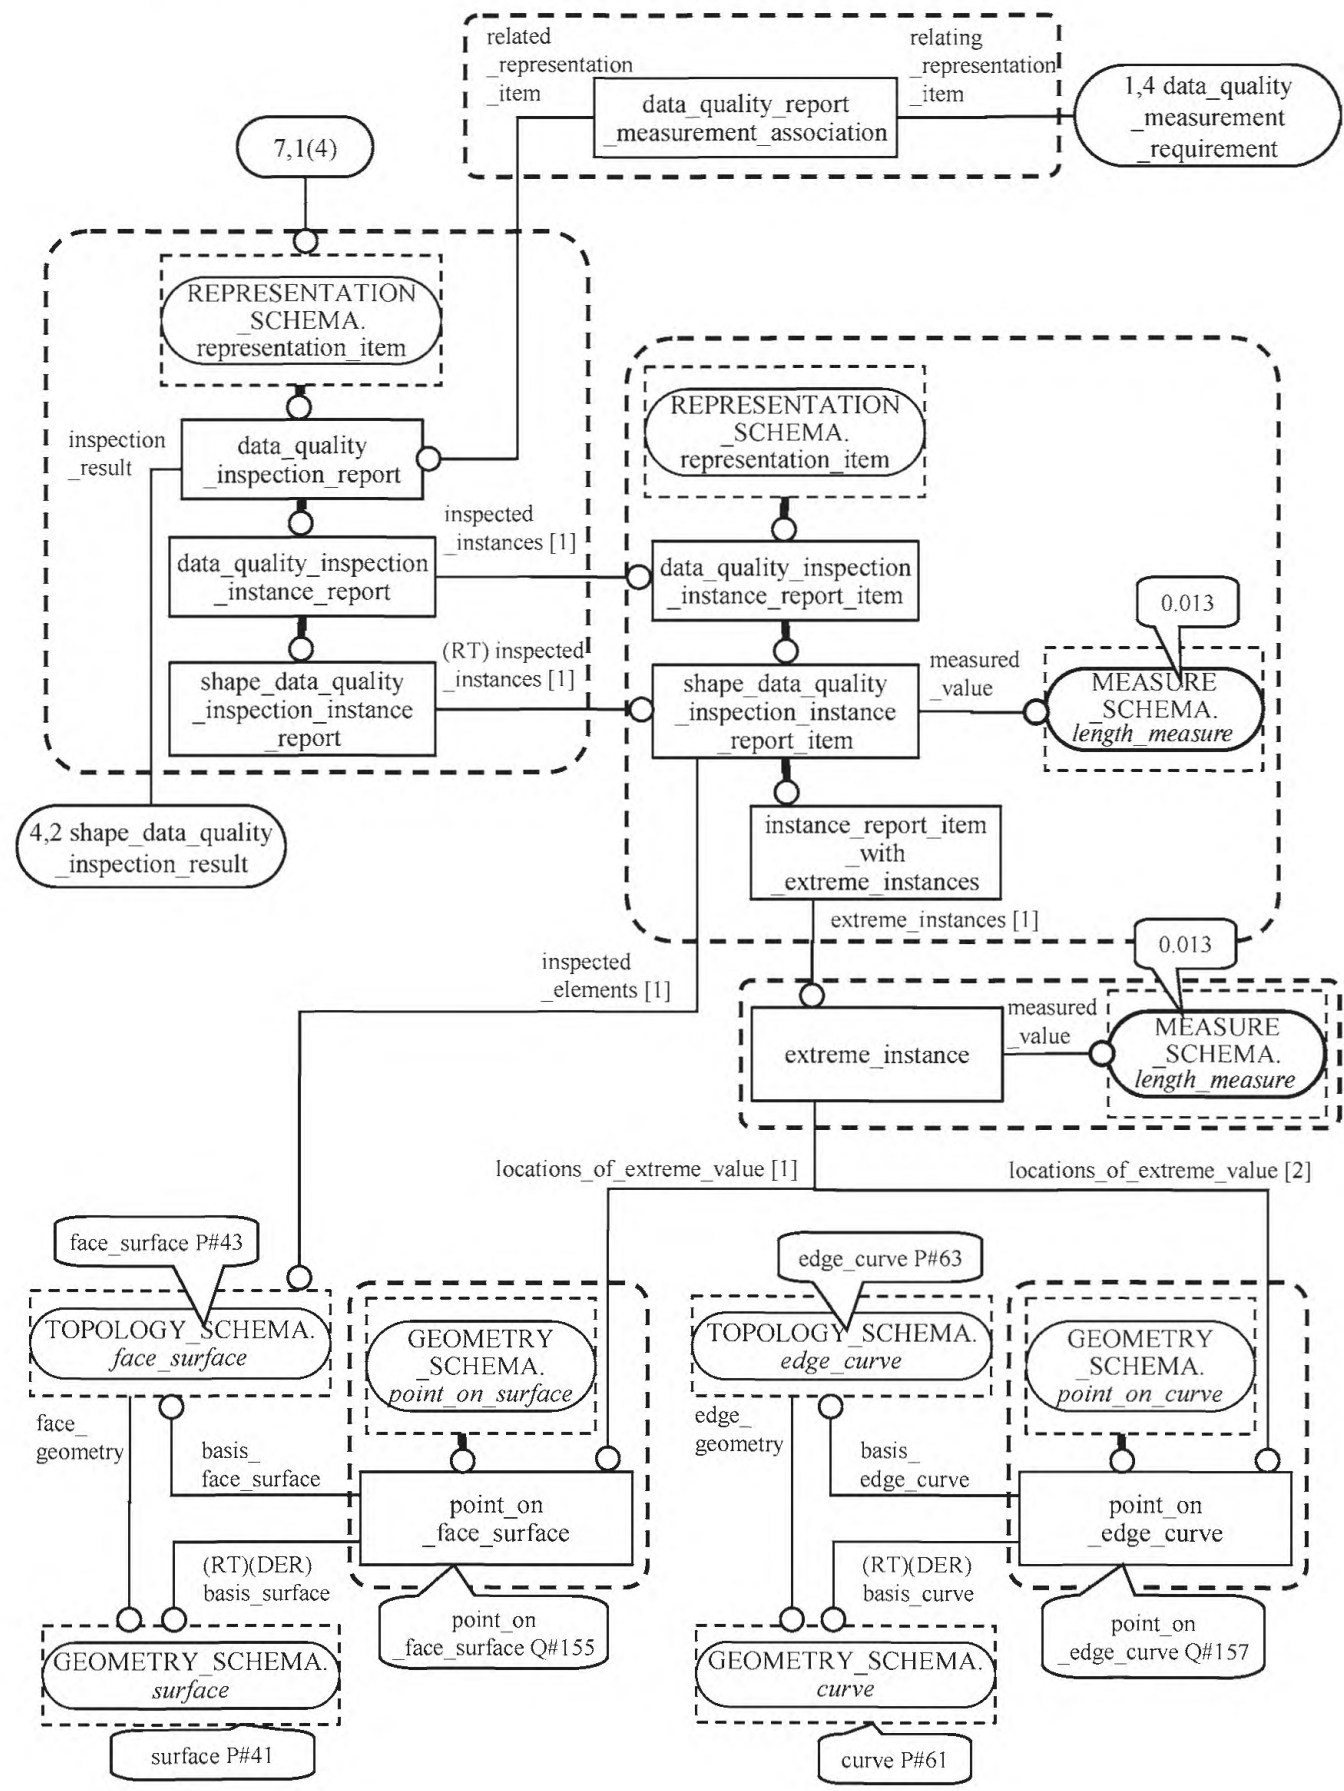 related
_representation
_item
relating
_representation
_item
data_quality_report
_measurement_association
1,4 data_quality
_measurement
_requirement
7,1(4)
REPRESENTATION
_SCHEMA.
representation_item
inspection
_result
data_quality
_inspection_report
REPRESENTATION
_SCHEMA.
representation_item
inspected
_instances [1]
data_quality_inspection
_instance_report
data_quality_inspection
_instance_report_item
0.013
(RT) inspected
_instances [1]
shape_data_quality
_inspection_instance
_report
shape_data_quality
_inspection_instance
_report_item
measured
_value
MEASURE
_SCHEMA.
length_measure
4,2 shape_data_quality
_inspection_result
instance_report_item
_with
_extreme_instances
extreme_instances [1]
0.013
inspected
_elements [1]
extreme_instance
measured
_value
MEASURE
_SCHEMA.
length_measure
locations_of_extreme_value [1]
locations_of_extreme_value [2]
face_surface P#43
edge_curve P#63
TOPOLOGY_SCHEMA.
face_surface
GEOMETRY
_SCHEMA.
point_on_surface
TOPOLOGY_SCHEMA.
edge_curve
GEOMETRY
_SCHEMA.
point_on_curve
face_
geometry
basis_
face_surface
edge_
geometry
basis_
edge_curve
point_on
_face_surface
point_on
_edge_curve
(RT)(DER)
basis_surface
(RT)(DER)
basis_curve
point_on
_face_surface Q#155
point_on
_edge_curve Q#157
GEOMETRY_SCHEMA.
surface
GEOMETRY_SCHEMA.
curve
surface P#41
curve P#61